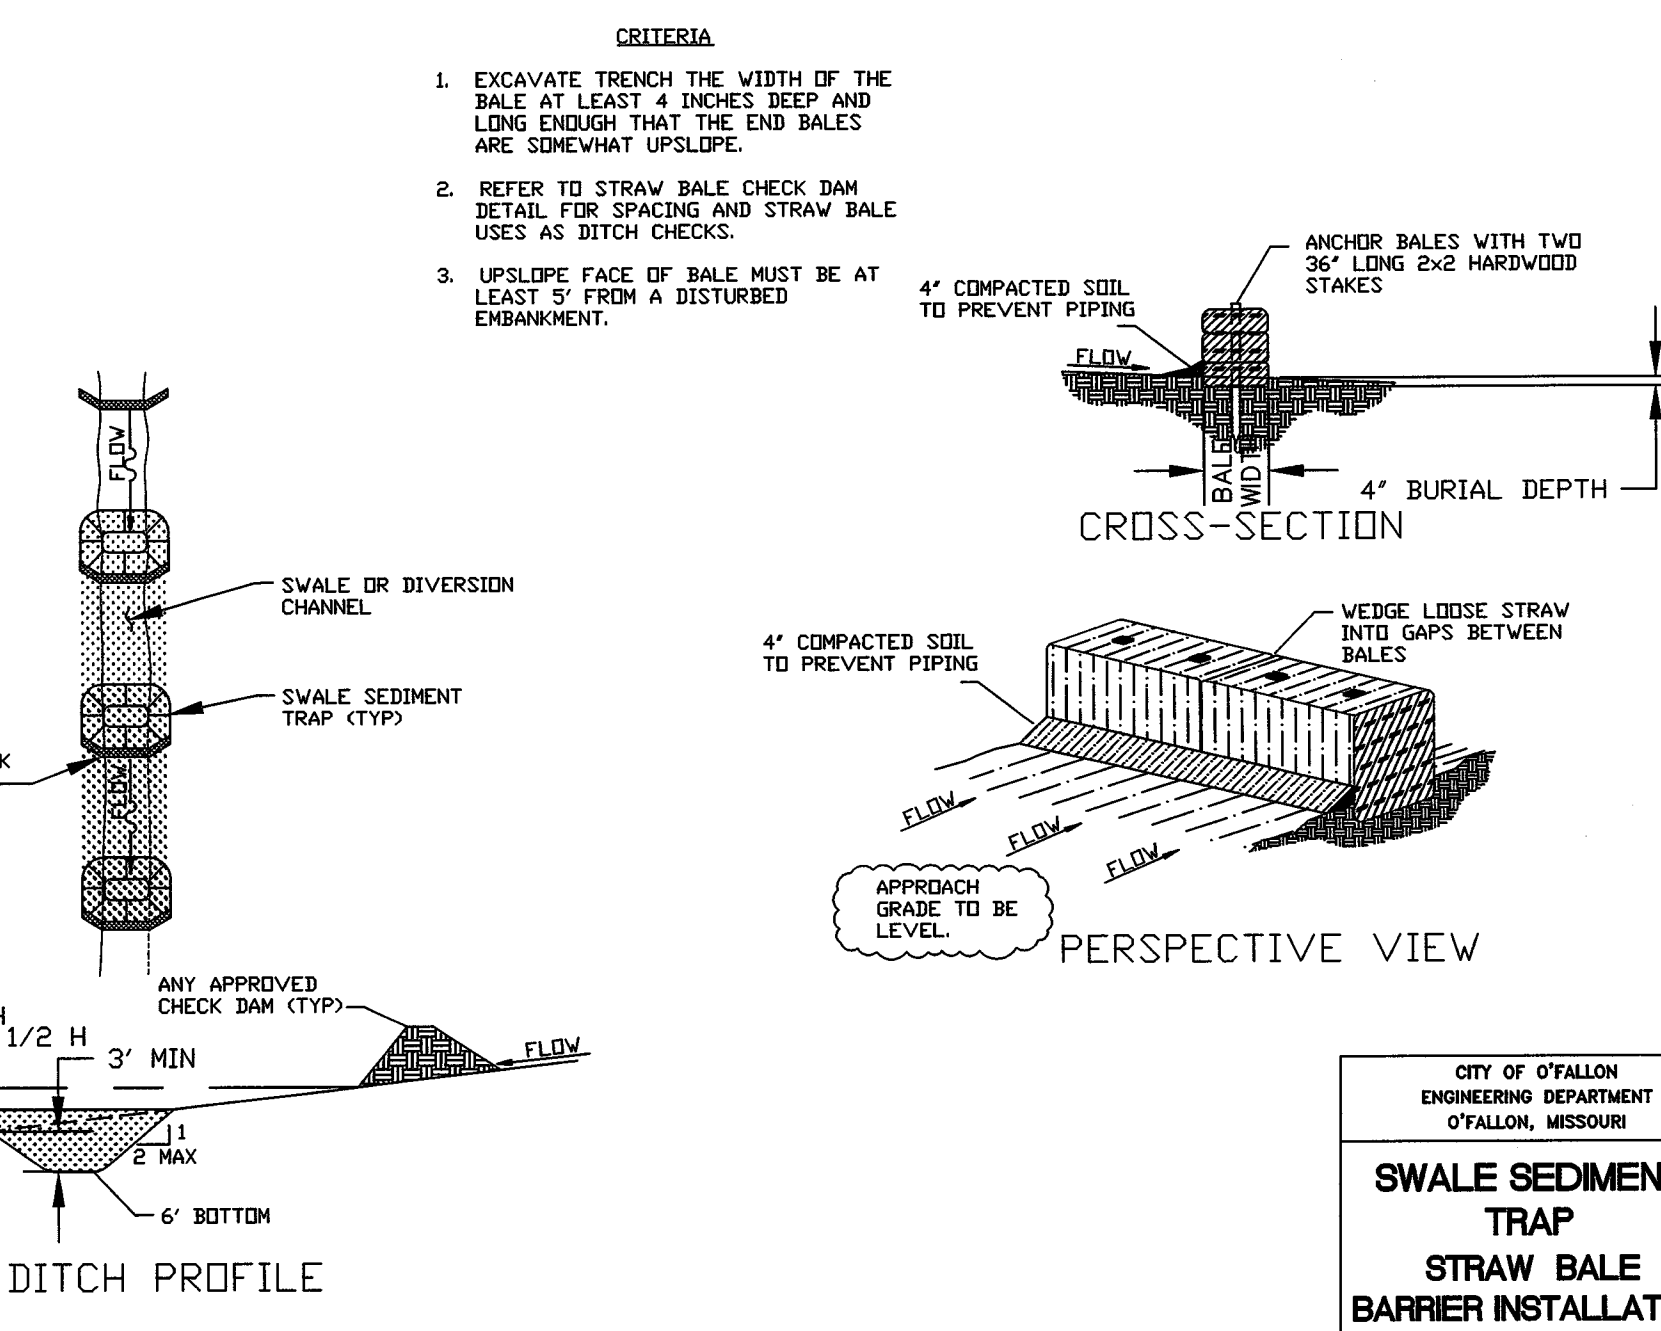 CRITERIA
1. EXCAVATE TRENCH THE WIDTH OF THE
BALE AT LEAST 4 INCHES DEEP AND
LONG ENOUGH THAT THE END BALES
ARE SOMEWHAT UPSLOPE.
2. REFER TO STRAW BALE CHECK DAM
DETAIL FOR SPACING AND STRAW BALE
USES AS DITCH CHECKS.
3. UPSLOPE FACE OF BALE MUST BE AT
LEAST 5' FROM A DISTURBED
EMBANKMENT.
ANCHOR BALES WITH TWO
36" LONG 2x2 HARDWOOD
STAKES
4" COMPACTED SOIL
TO PREVENT PIPING
FLOW
BALE
WIDTH
4" BURIAL DEPTH
CROSS-SECTION
FLOW
SWALE OR DIVERSION
CHANNEL
SWALE SEDIMENT
TRAP (TYP)
K
FLOW
WEDGE LOOSE STRAW
INTO GAPS BETWEEN
BALES
4" COMPACTED SOIL
TO PREVENT PIPING
FLOW
FLOW
FLOW
APPROACH
GRADE TO BE
LEVEL.
PERSPECTIVE VIEW
ANY APPROVED
CHECK DAM (TYP)
H
1/2 H
3' MIN
FLOW
1
2 MAX
6' BOTTOM
DITCH PROFILE
CITY OF O'FALLON
ENGINEERING DEPARTMENT
O'FALLON, MISSOURI
SWALE SEDIMEN
TRAP
STRAW BALE
BARRIER INSTALLAT